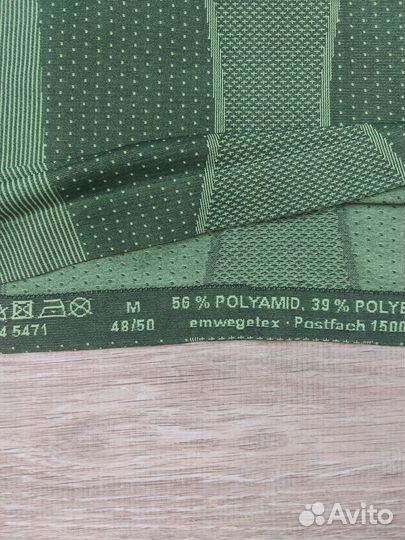 M 56 % POLYAMID, 39 % POLYE
4 5471 48/50 emwegetex · Postfach 1500
Avito